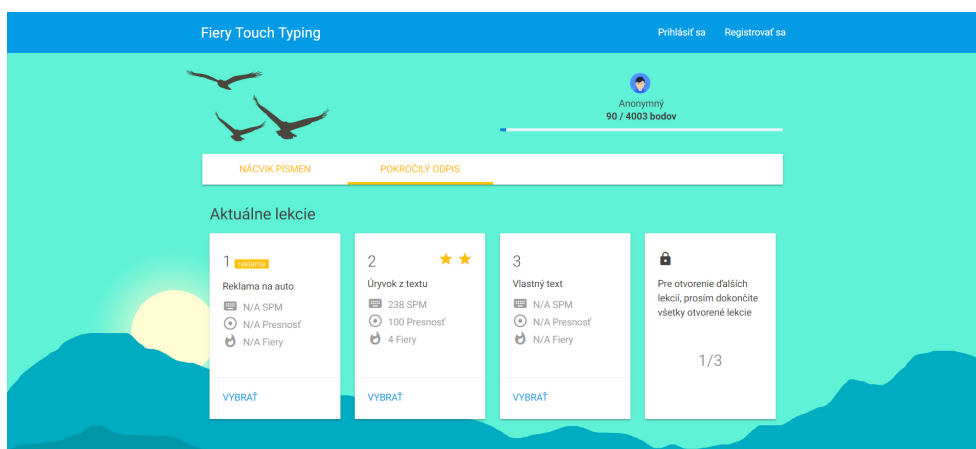 Fiery Touch Typing
Prihlásiť sa
Registrovať sa
Anonymný
90 / 4003 bodov
NÁCVIK PÍSMEN
POKROČILÝ ODPIS
Aktuálne lekcie
1 reklama
Reklama na auto
N/A SPM
N/A Presnosť
N/A Fiery
VYBRAŤ
2
Úryvok z textu
238 SPM
100 Presnosť
4 Fiery
VYBRAŤ
3
Vlastný text
N/A SPM
N/A Presnosť
N/A Fiery
VYBRAŤ
Pre otvorenie ďalších
lekcií, prosím dokončite
všetky otvorené lekcie
1/3